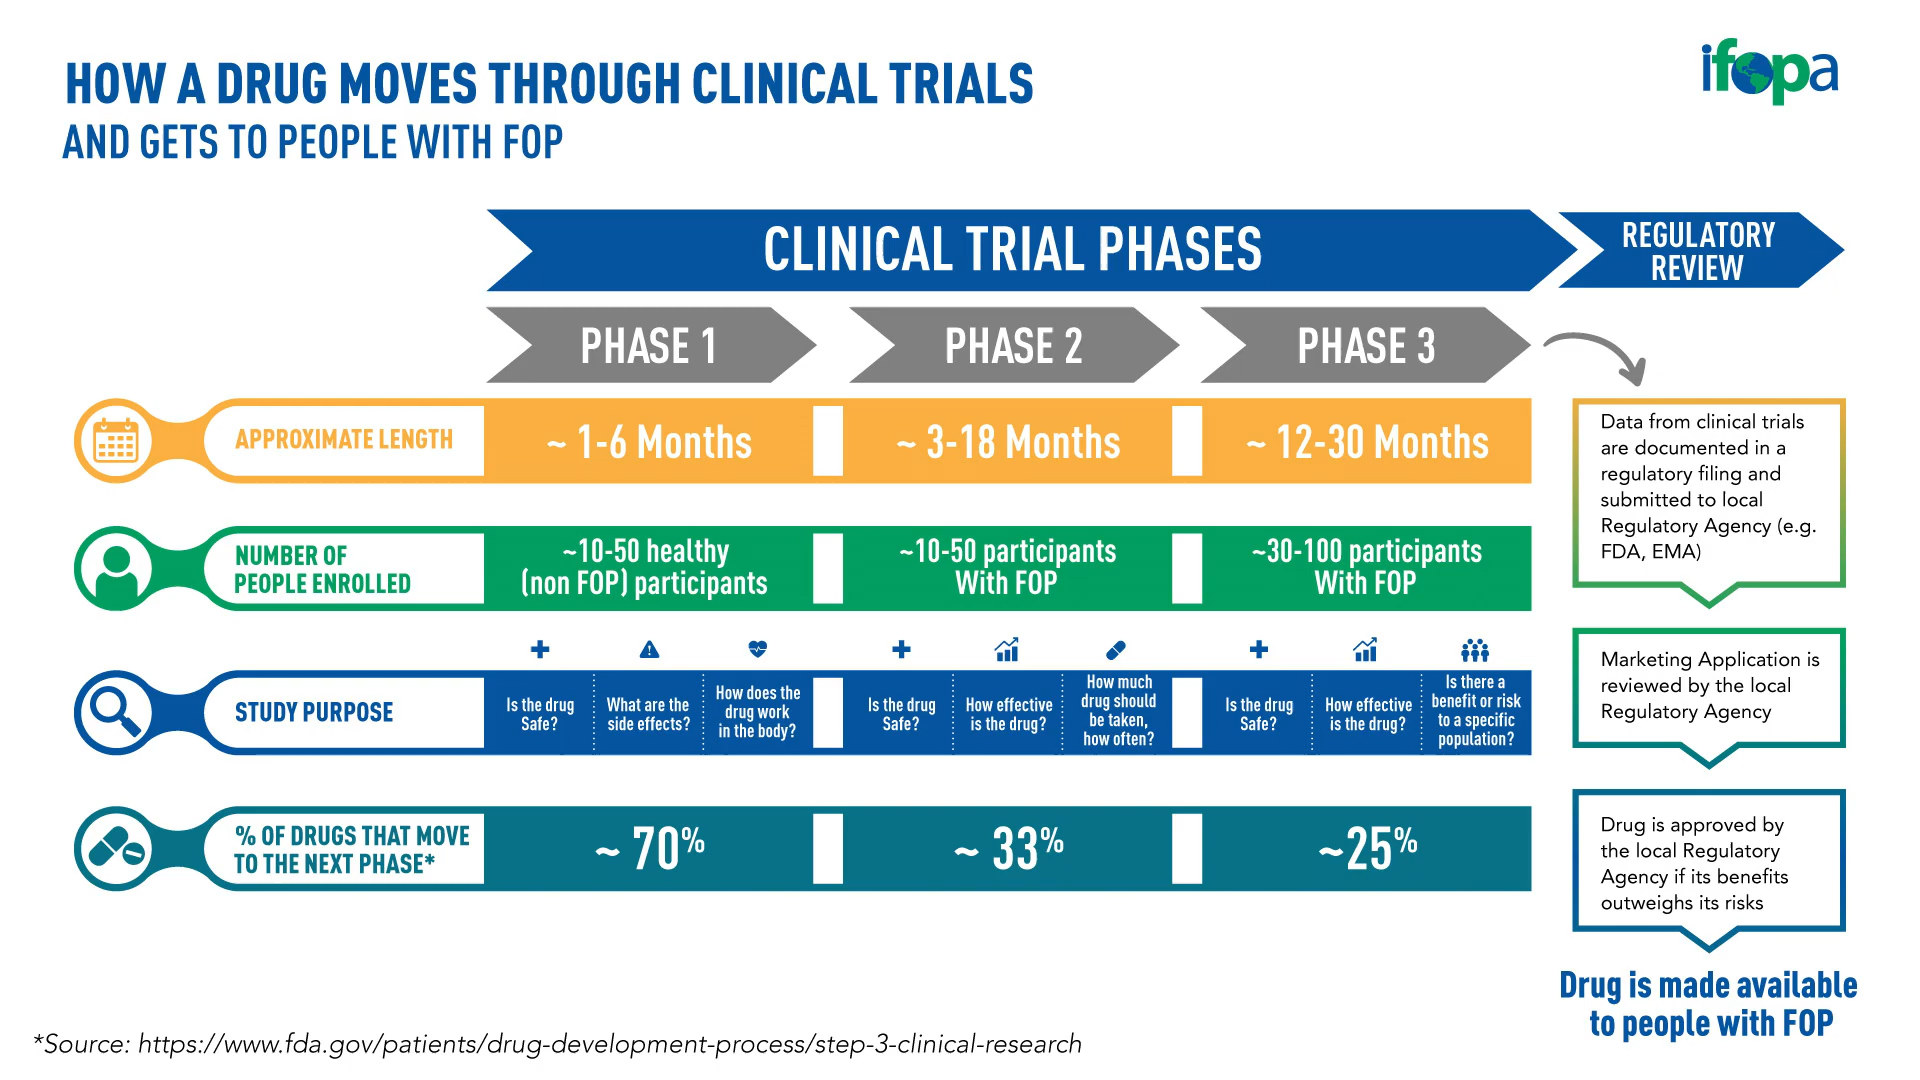 HOW A DRUG MOVES THROUGH CLINICAL TRIALS
AND GETS TO PEOPLE WITH FOP
ifopa
CLINICAL TRIAL PHASES
REGULATORY
REVIEW
PHASE 1
PHASE 2
PHASE 3
APPROXIMATE LENGTH
~ 1-6 Months
~ 3-18 Months
~ 12-30 Months
NUMBER OF
PEOPLE ENROLLED
~10-50 healthy
(non FOP) participants
~10-50 participants
With FOP
~30-100 participants
With FOP
STUDY PURPOSE
Is the drug
Safe?
What are the
side effects?
How does the
drug work
in the body?
Is the drug
Safe?
How effective
is the drug?
How much
drug should
be taken,
how often?
Is the drug
Safe?
How effective
is the drug?
Is there a
benefit or risk
to a specific
population?
% OF DRUGS THAT MOVE
TO THE NEXT PHASE*
~ 70%
~ 33%
~25%
Data from clinical trials
are documented in a
regulatory filing and
submitted to local
Regulatory Agency (e.g.
FDA, EMA)
Marketing Application is
reviewed by the local
Regulatory Agency
Drug is approved by
the local Regulatory
Agency if its benefits
outweighs its risks
Drug is made available
to people with FOP
*Source: https://www.fda.gov/patients/drug-development-process/step-3-clinical-research